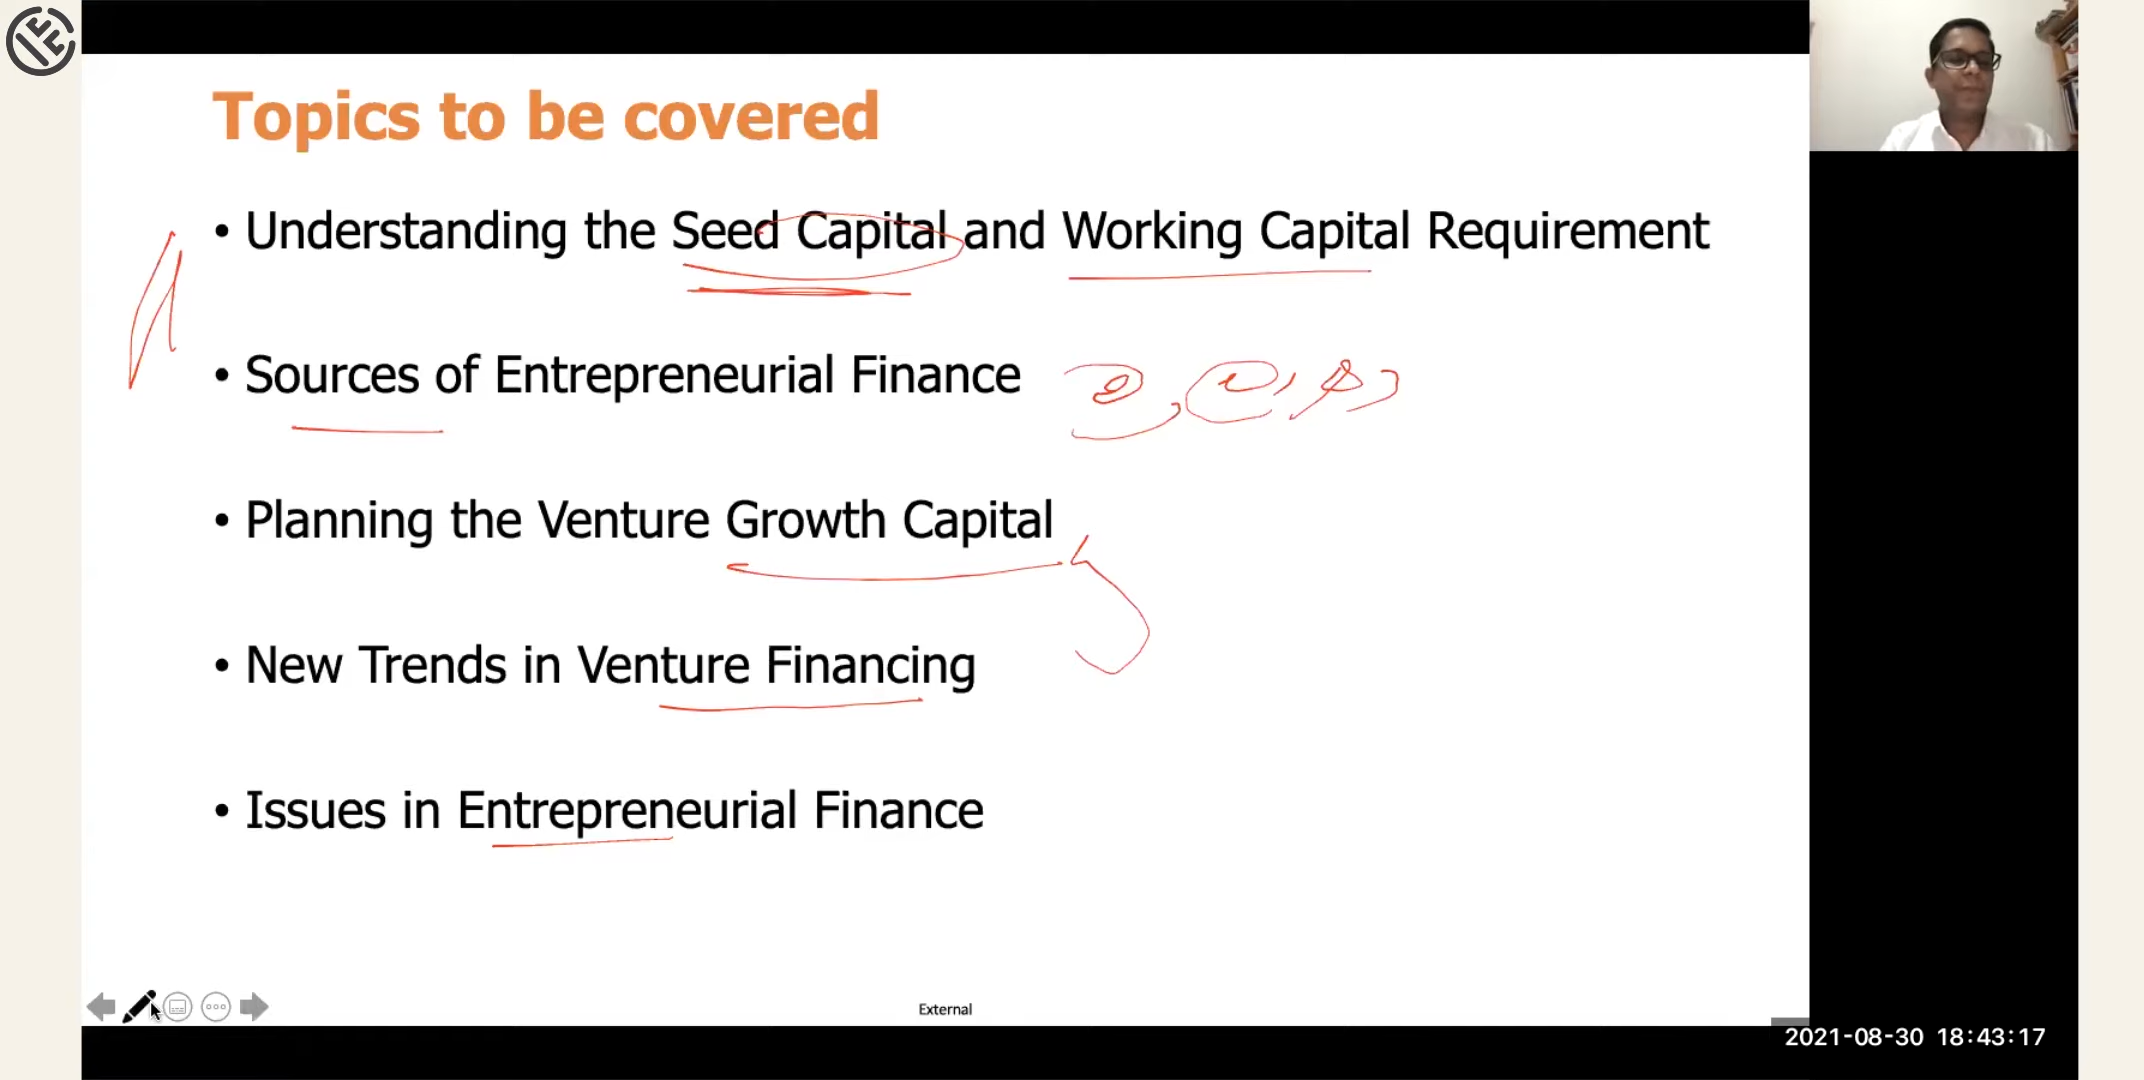 Topics to be covered
• Understanding the Seed Capital and Working Capital Requirement
• Sources of Entrepreneurial Finance
• Planning the Venture Growth Capital
• New Trends in Venture Financing
• Issues in Entrepreneurial Finance
External
2021-08-30 18:43:17